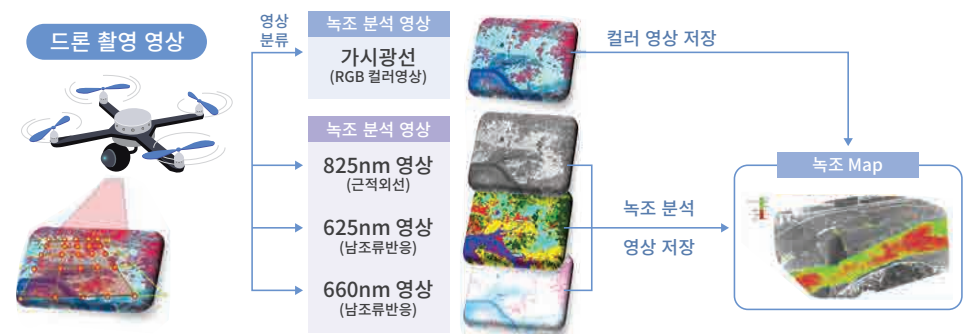 드론 촬영 영상
영상
분류
녹조 분석 영상
가시광선
(RGB 컬러영상)
녹조 분석 영상
825nm 영상
(근적외선)
625nm 영상
(남조류반응)
660nm 영상
(남조류반응)
컬러 영상 저장
녹조 분석
영상 저장
녹조 Map